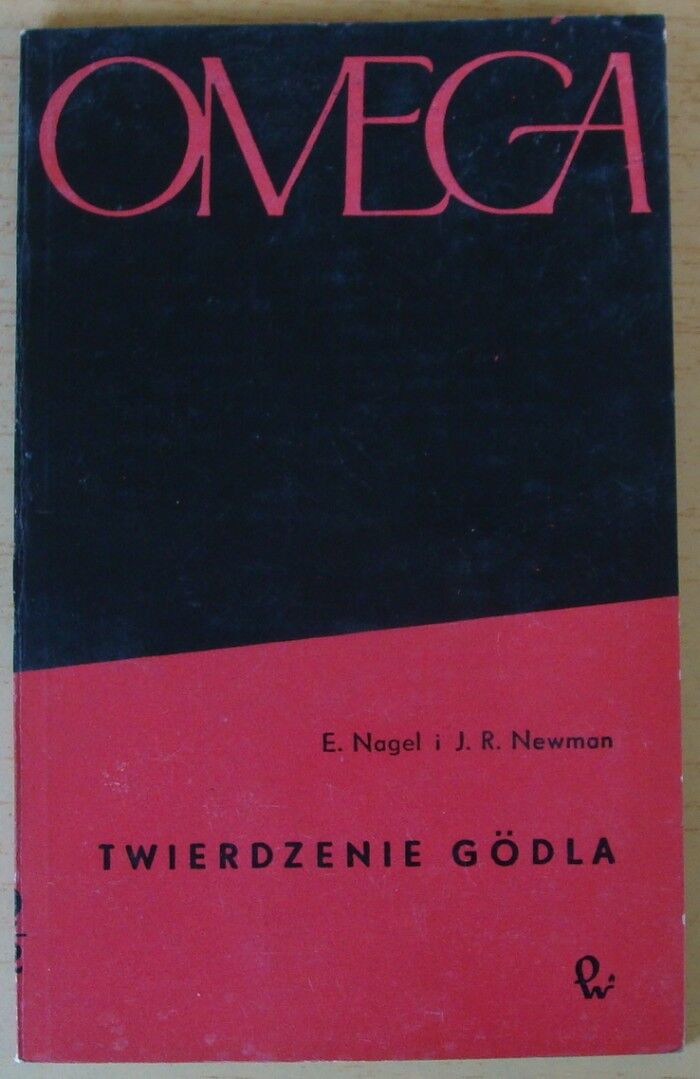 OMEGA
E. Nagel i J. R. Newman
TWIERDZENIE GÖDLA